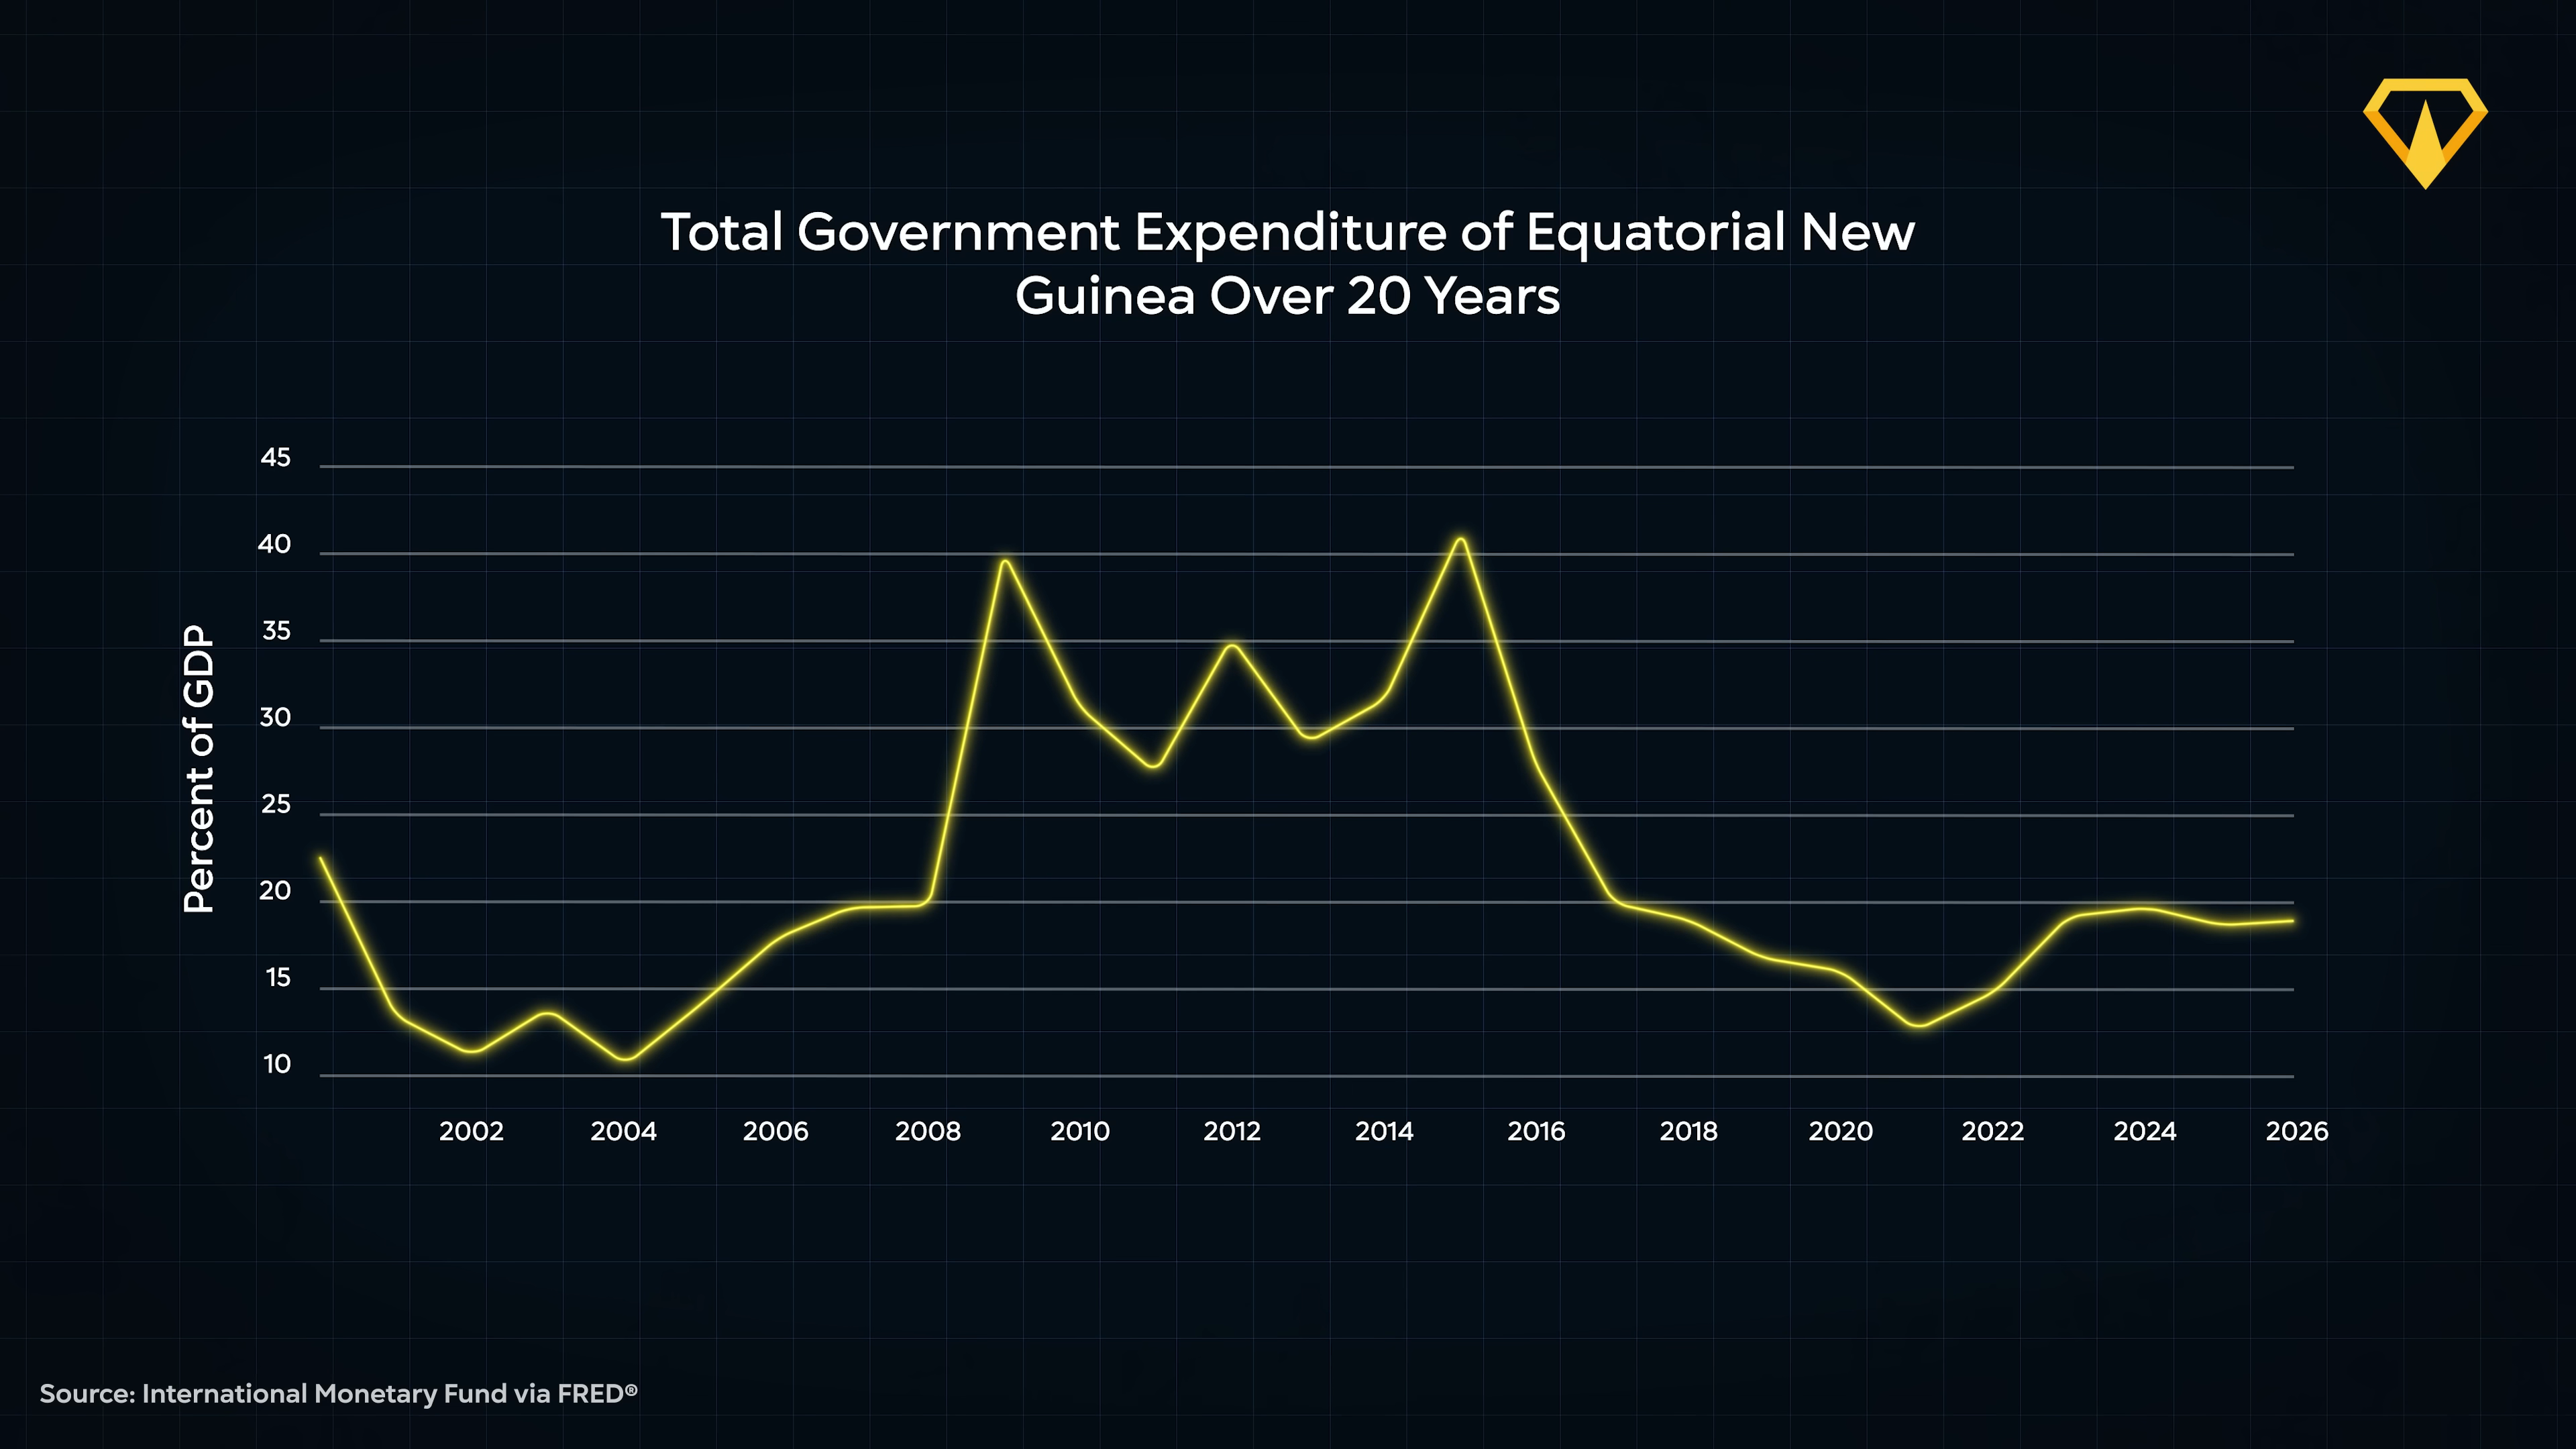 Total Government Expenditure of Equatorial New
Guinea Over 20 Years
Percent of GDP
45
40
35
30
25
20
15
10
2002 2004 2006 2008 2010 2012 2014 2016 2018 2020 2022 2024 2026
Source: International Monetary Fund via FRED®